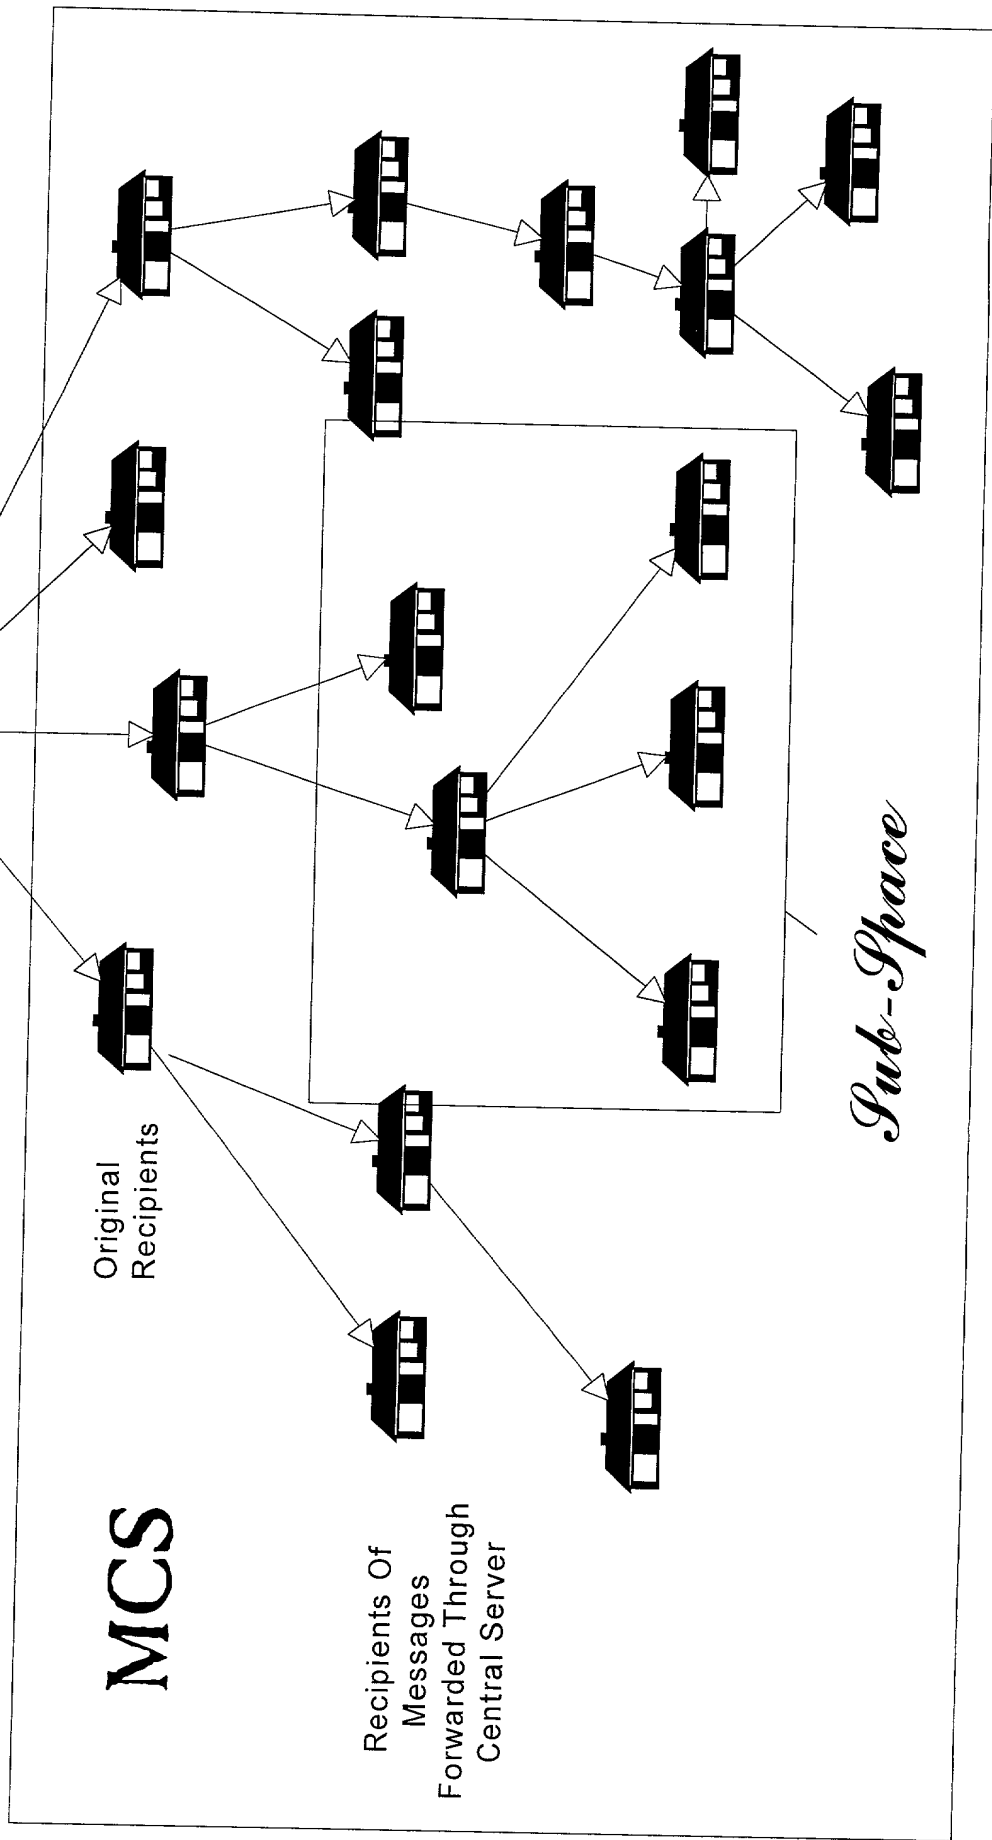 MCS
Original
Recipients
Recipients Of
Messages
Forwarded Through
Central Server
Sub-Space